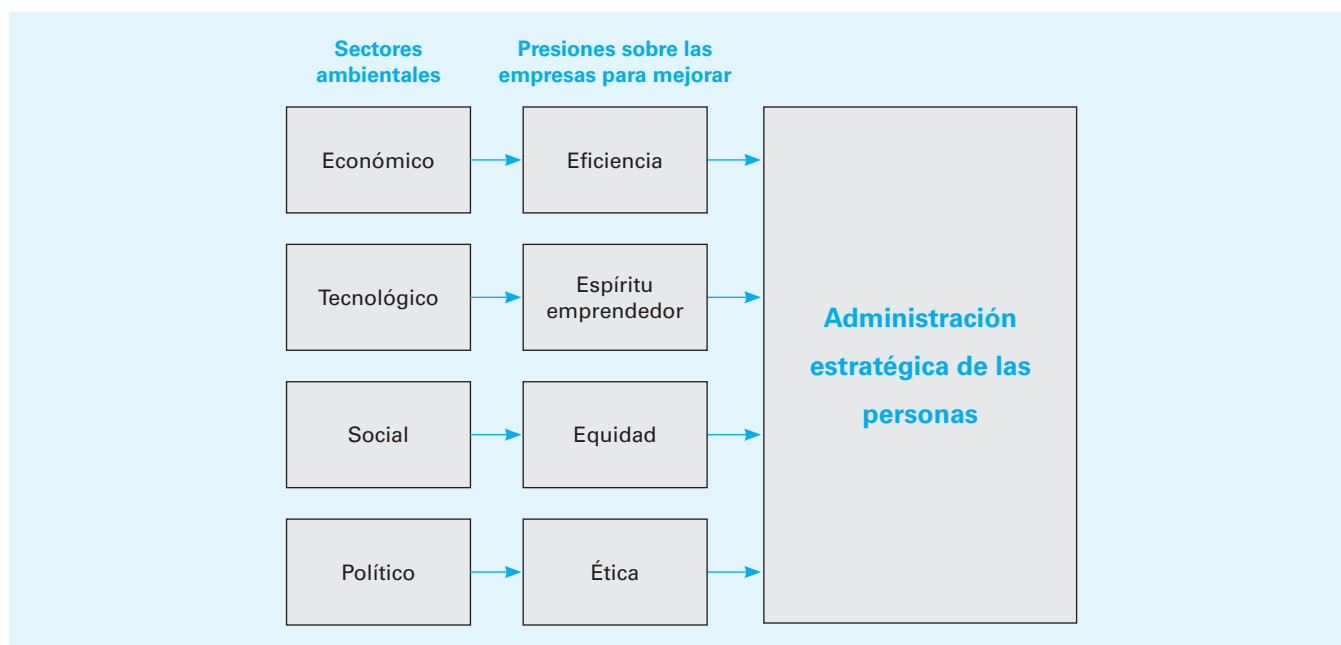 Sectores
ambientales
Presiones sobre las
empresas para mejorar
Económico
Eficiencia
Tecnológico
Espíritu
emprendedor
Administración
estratégica de las
personas
Social
Equidad
Político
Ética